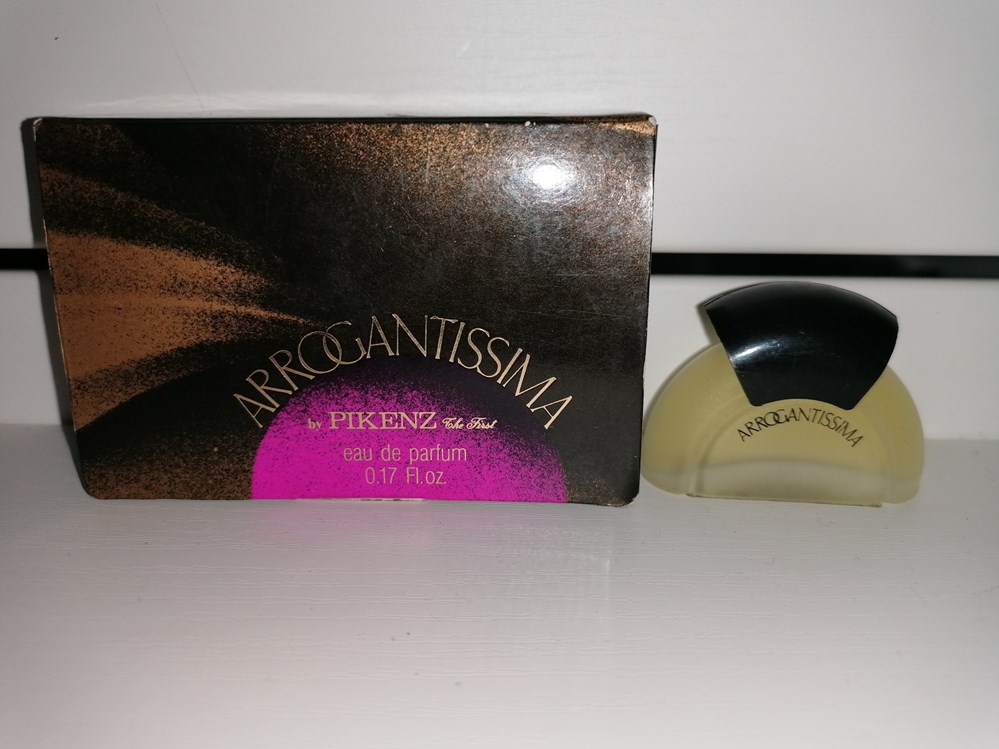 ARROGANTISSIMA
by PIKENZ The First
eau de parfum
0.17 Fl.oz.
ARROGANTISSIMA